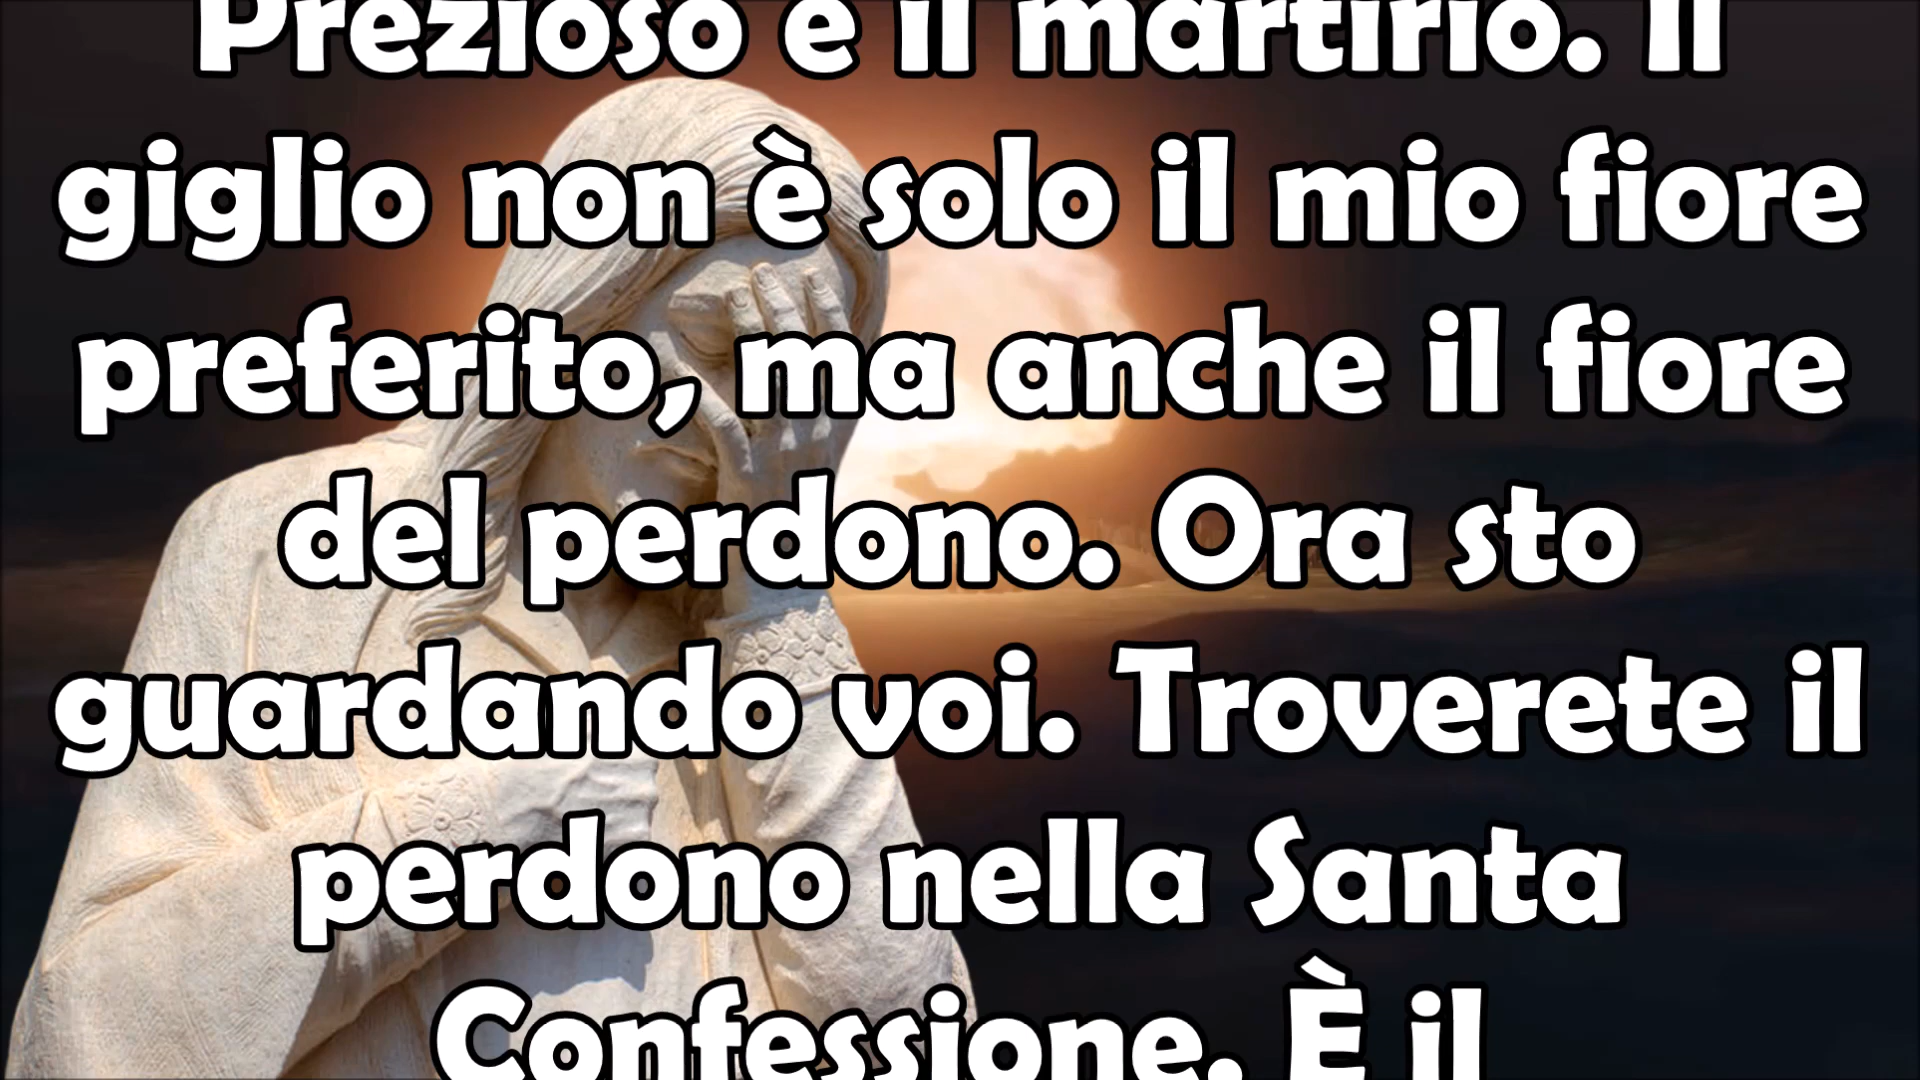 Prezioso è il martirio. Il
giglio non è solo il mio fiore
preferito, ma anche il fiore
del perdono. Ora sto
guardando voi. Troverete il
perdono nella Santa
Confessione. È il